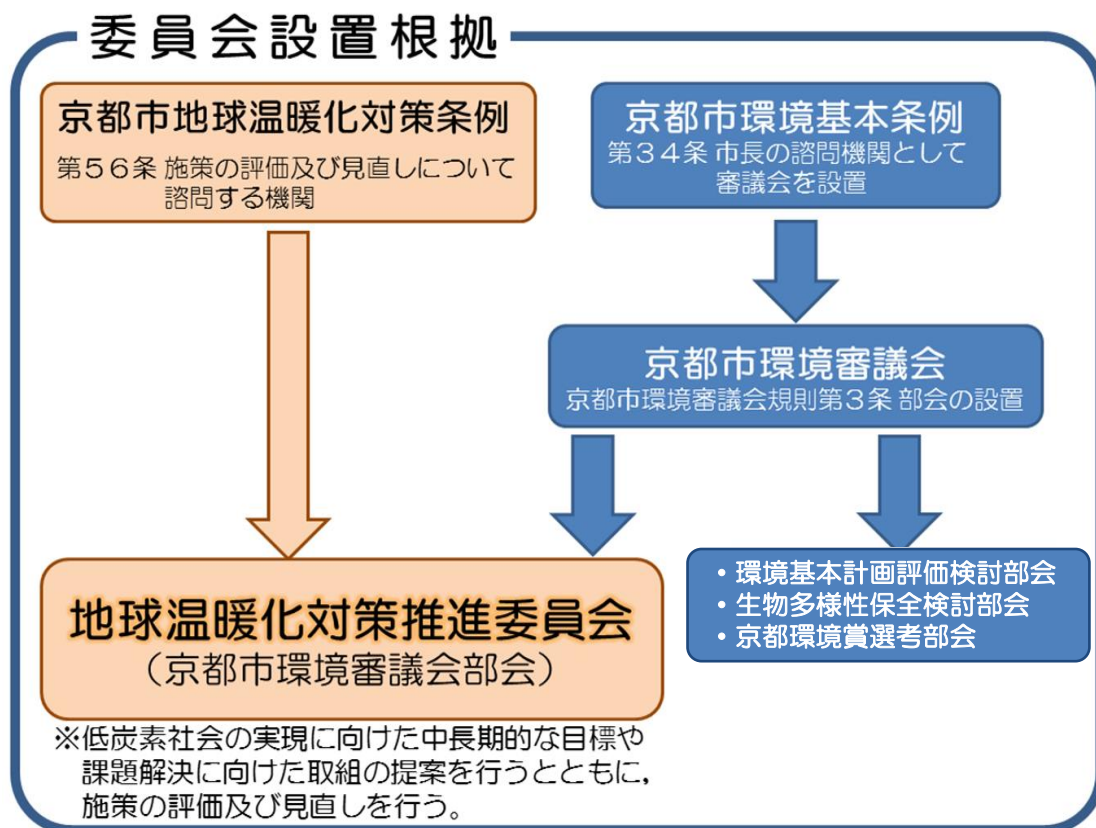 委員会設置根拠
京都市地球温暖化対策条例
第５６条 施策の評価及び見直しについて
諮問する機関
京都市環境基本条例
第３４条 市長の諮問機関として
審議会を設置
京都市環境審議会
京都市環境審議会規則第３条 部会の設置
地球温暖化対策推進委員会
（京都市環境審議会部会）
・環境基本計画評価検討部会
・生物多様性保全検討部会
・京都環境賞選考部会
※低炭素社会の実現に向けた中長期的な目標や
課題解決に向けた取組の提案を行うとともに，
施策の評価及び見直しを行う。